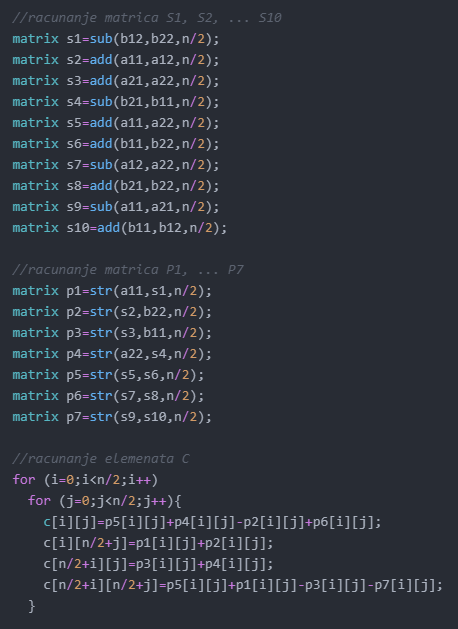 //racunanje matrica S1, S2, ... S10
matrix s1=sub(b12,b22,n/2);
matrix s2=add(a11,a12,n/2);
matrix s3=add(a21,a22,n/2);
matrix s4=sub(b21,b11,n/2);
matrix s5=add(a11,a22,n/2);
matrix s6=add(b11,b22,n/2);
matrix s7=sub(a12,a22,n/2);
matrix s8=add(b21,b22,n/2);
matrix s9=sub(a11,a21,n/2);
matrix s10=add(b11,b12,n/2);
//racunanje matrica P1, ... P7
matrix p1=str(a11,s1,n/2);
matrix p2=str(s2,b22,n/2);
matrix p3=str(s3,b11,n/2);
matrix p4=str(a22,s4,n/2);
matrix p5=str(s5,s6,n/2);
matrix p6=str(s7,s8,n/2);
matrix p7=str(s9,s10,n/2);
//racunanje elemenata C
for (i=0;i<n/2;i++)
for (j=0;j<n/2;j++){
c[i][j]=p5[i][j]+p4[i][j]-p2[i][j]+p6[i][j];
c[i][n/2+j]=p1[i][j]+p2[i][j];
c[n/2+i][j]=p3[i][j]+p4[i][j];
c[n/2+i][n/2+j]=p5[i][j]+p1[i][j]-p3[i][j]-p7[i][j];
}